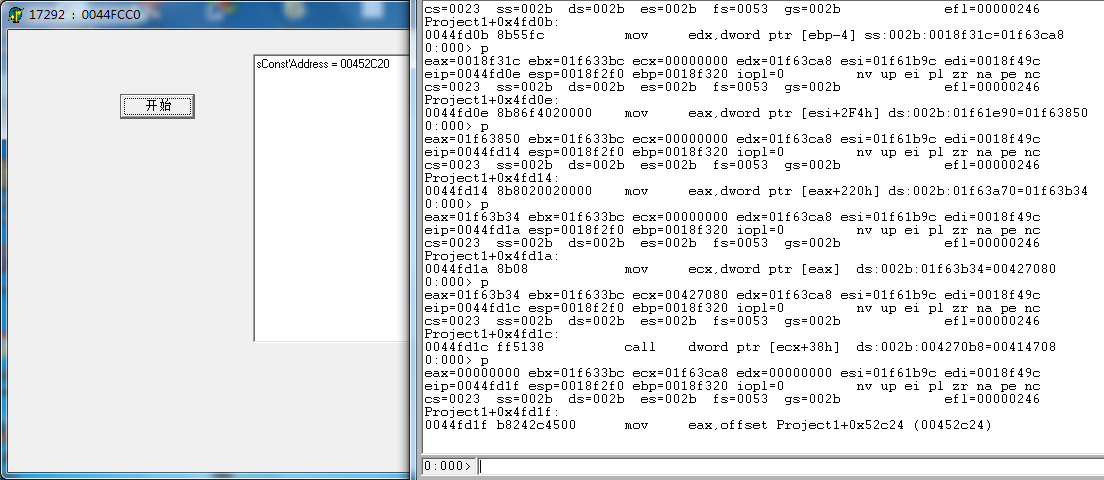 17292 : 0044FCC0
开始
sConst'Address = 00452C20
cs=0023 ss=002b ds=002b es=002b fs=0053 gs=002b efl=00000246
Project1+0x4fd0b:
0044fd0b 8b55fc mov edx,dword ptr [ebp-4] ss:002b:0018f31c=01f63ca8
0:000> p
eax=0018f31c ebx=01f633bc ecx=00000000 edx=01f63ca8 esi=01f61b9c edi=0018f49c
eip=0044fd0e esp=0018f2f0 ebp=0018f320 iopl=0 nv up ei pl zr na pe nc
cs=0023 ss=002b ds=002b es=002b fs=0053 gs=002b efl=00000246
Project1+0x4fd0e:
0044fd0e 8b86f4020000 mov eax,dword ptr [esi+2F4h] ds:002b:01f61e90=01f63850
0:000> p
eax=01f63850 ebx=01f633bc ecx=00000000 edx=01f63ca8 esi=01f61b9c edi=0018f49c
eip=0044fd14 esp=0018f2f0 ebp=0018f320 iopl=0 nv up ei pl zr na pe nc
cs=0023 ss=002b ds=002b es=002b fs=0053 gs=002b efl=00000246
Project1+0x4fd14:
0044fd14 8b8020020000 mov eax,dword ptr [eax+220h] ds:002b:01f63a70=01f63b34
0:000> p
eax=01f63b34 ebx=01f633bc ecx=00000000 edx=01f63ca8 esi=01f61b9c edi=0018f49c
eip=0044fd1a esp=0018f2f0 ebp=0018f320 iopl=0 nv up ei pl zr na pe nc
cs=0023 ss=002b ds=002b es=002b fs=0053 gs=002b efl=00000246
Project1+0x4fd1a:
0044fd1a 8b08 mov ecx,dword ptr [eax] ds:002b:01f63b34=00427080
0:000> p
eax=01f63b34 ebx=01f633bc ecx=00427080 edx=01f63ca8 esi=01f61b9c edi=0018f49c
eip=0044fd1c esp=0018f2f0 ebp=0018f320 iopl=0 nv up ei pl zr na pe nc
cs=0023 ss=002b ds=002b es=002b fs=0053 gs=002b efl=00000246
Project1+0x4fd1c:
0044fd1c ff5138 call dword ptr [ecx+38h] ds:002b:004270b8=00414708
0:000> p
eax=00000000 ebx=01f633bc ecx=01f63ca8 edx=00000000 esi=01f61b9c edi=0018f49c
eip=0044fd1f esp=0018f2f0 ebp=0018f320 iopl=0 nv up ei pl zr na pe nc
cs=0023 ss=002b ds=002b es=002b fs=0053 gs=002b efl=00000246
Project1+0x4fd1f:
0044fd1f b8242c4500 mov eax,offset Project1+0x52c24 (00452c24)
0:000>